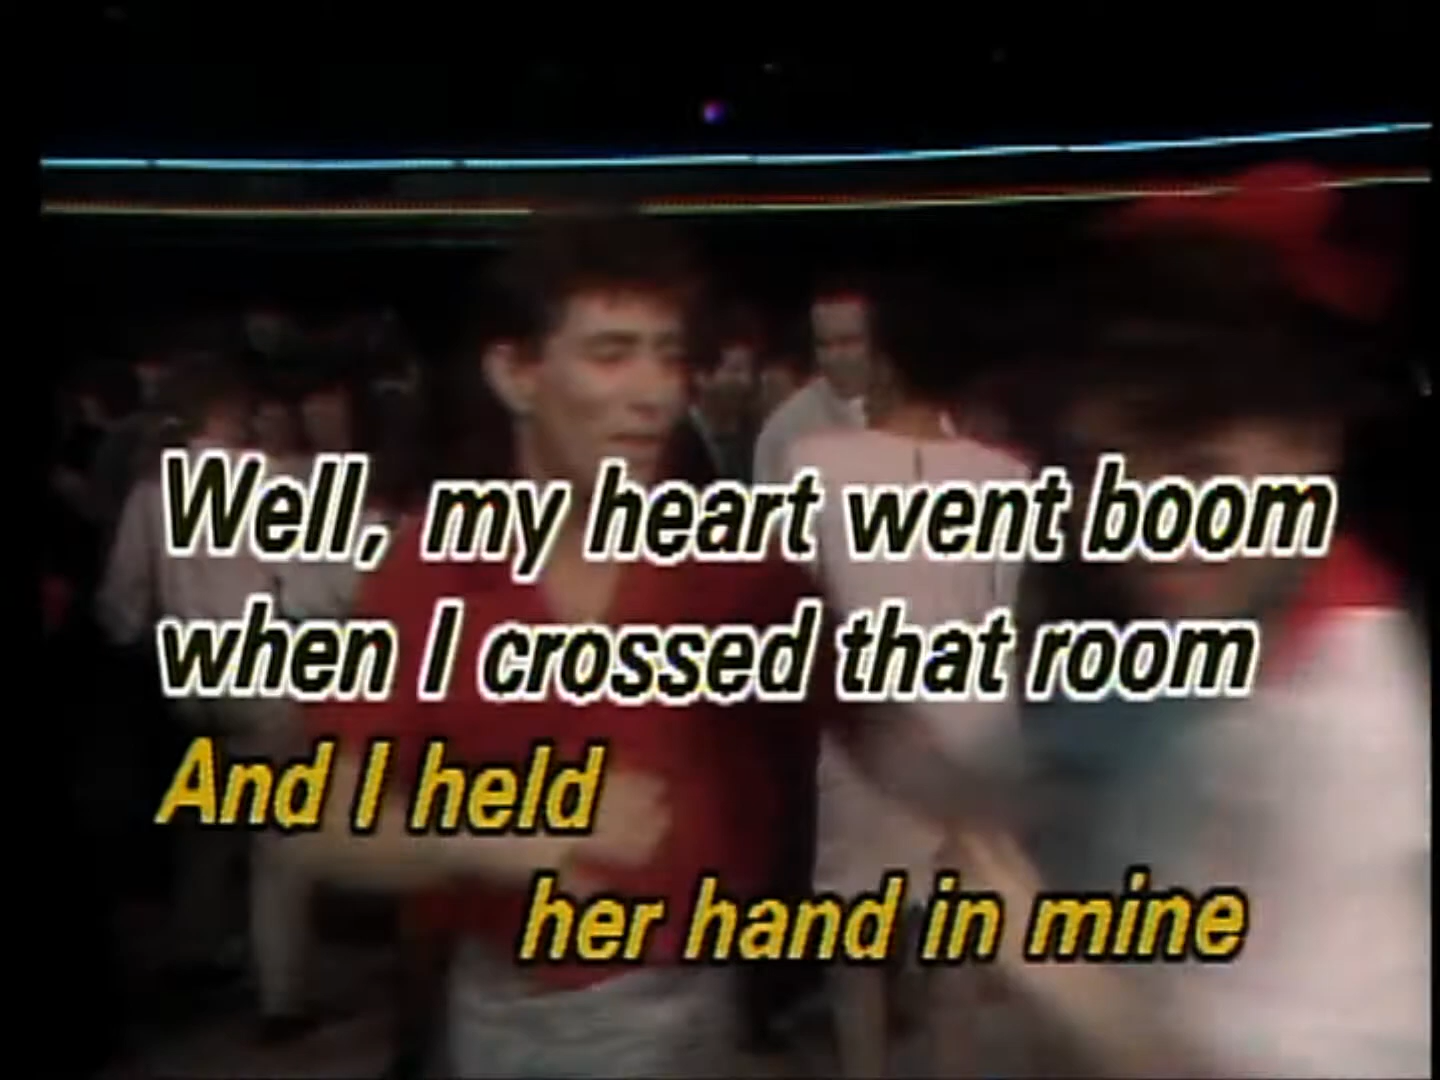 Well, my heart went boom
when I crossed that room
And I held
her hand in mine